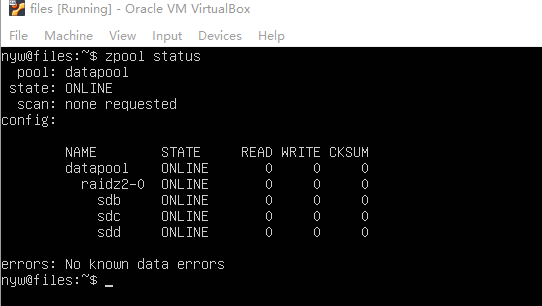 files [Running] - Oracle VM VirtualBox
File Machine View Input Devices Help
nyw@files:~$ zpool status
pool: datapool
state: ONLINE
scan: none requested
config:
NAME STATE READ WRITE CKSUM
datapool ONLINE 0 0 0
raidz2-0 ONLINE 0 0 0
sdb ONLINE 0 0 0
sdc ONLINE 0 0 0
sdd ONLINE 0 0 0
errors: No known data errors
nyw@files:~$ _